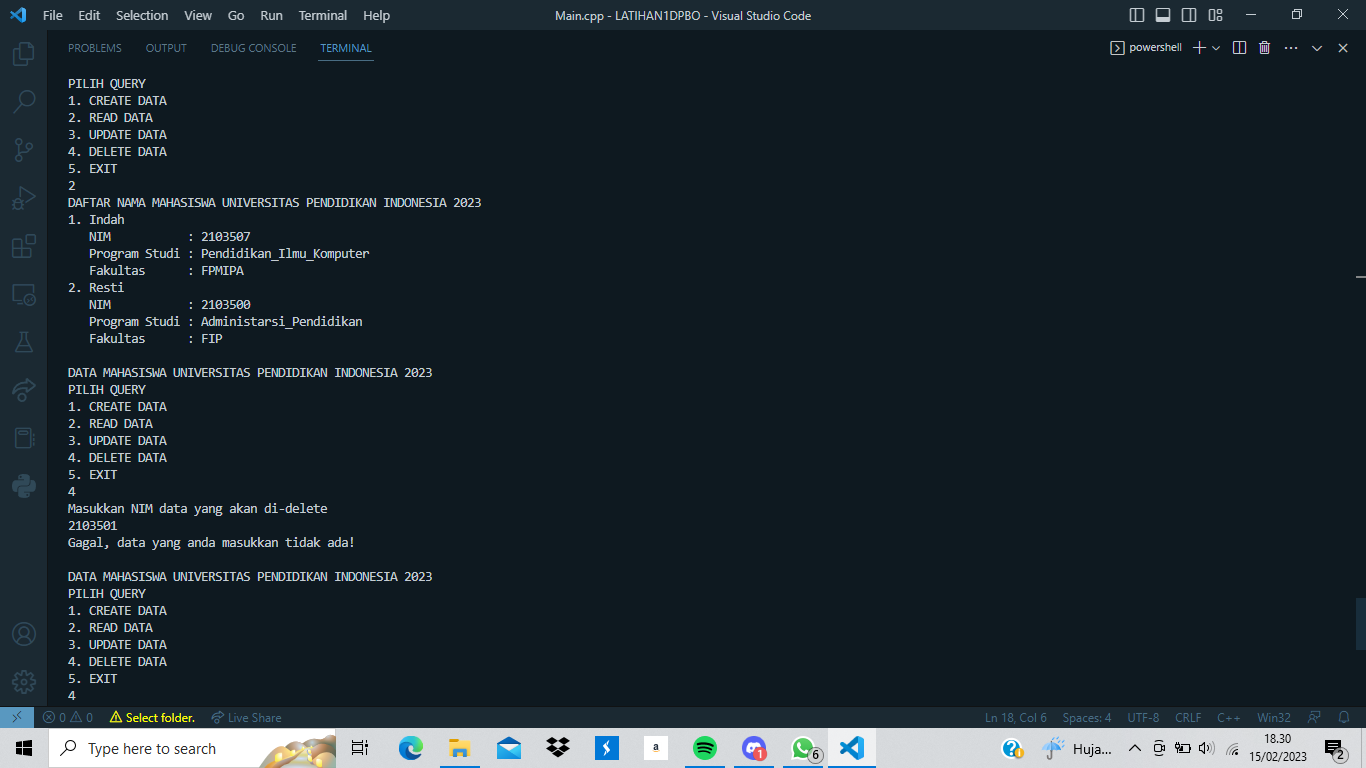 File Edit Selection View Go Run Terminal Help Main.cpp - LATIHAN1DPBO - Visual Studio Code
PROBLEMS OUTPUT DEBUG CONSOLE TERMINAL powershell
PILIH QUERY
1. CREATE DATA
2. READ DATA
3. UPDATE DATA
4. DELETE DATA
5. EXIT
2
DAFTAR NAMA MAHASISWA UNIVERSITAS PENDIDIKAN INDONESIA 2023
1. Indah
NIM : 2103507
Program Studi : Pendidikan_Ilmu_Komputer
Fakultas : FPMIPA
2. Resti
NIM : 2103500
Program Studi : Administarsi_Pendidikan
Fakultas : FIP
DATA MAHASISWA UNIVERSITAS PENDIDIKAN INDONESIA 2023
PILIH QUERY
1. CREATE DATA
2. READ DATA
3. UPDATE DATA
4. DELETE DATA
5. EXIT
4
Masukkan NIM data yang akan di-delete
2103501
Gagal, data yang anda masukkan tidak ada!
DATA MAHASISWA UNIVERSITAS PENDIDIKAN INDONESIA 2023
PILIH QUERY
1. CREATE DATA
2. READ DATA
3. UPDATE DATA
4. DELETE DATA
5. EXIT
4
0 0 Select folder. Live Share Ln 18, Col 6 Spaces: 4 UTF-8 CRLF C++ Win32
Type here to search a 1 6 Huja... 18.30
15/02/2023 2